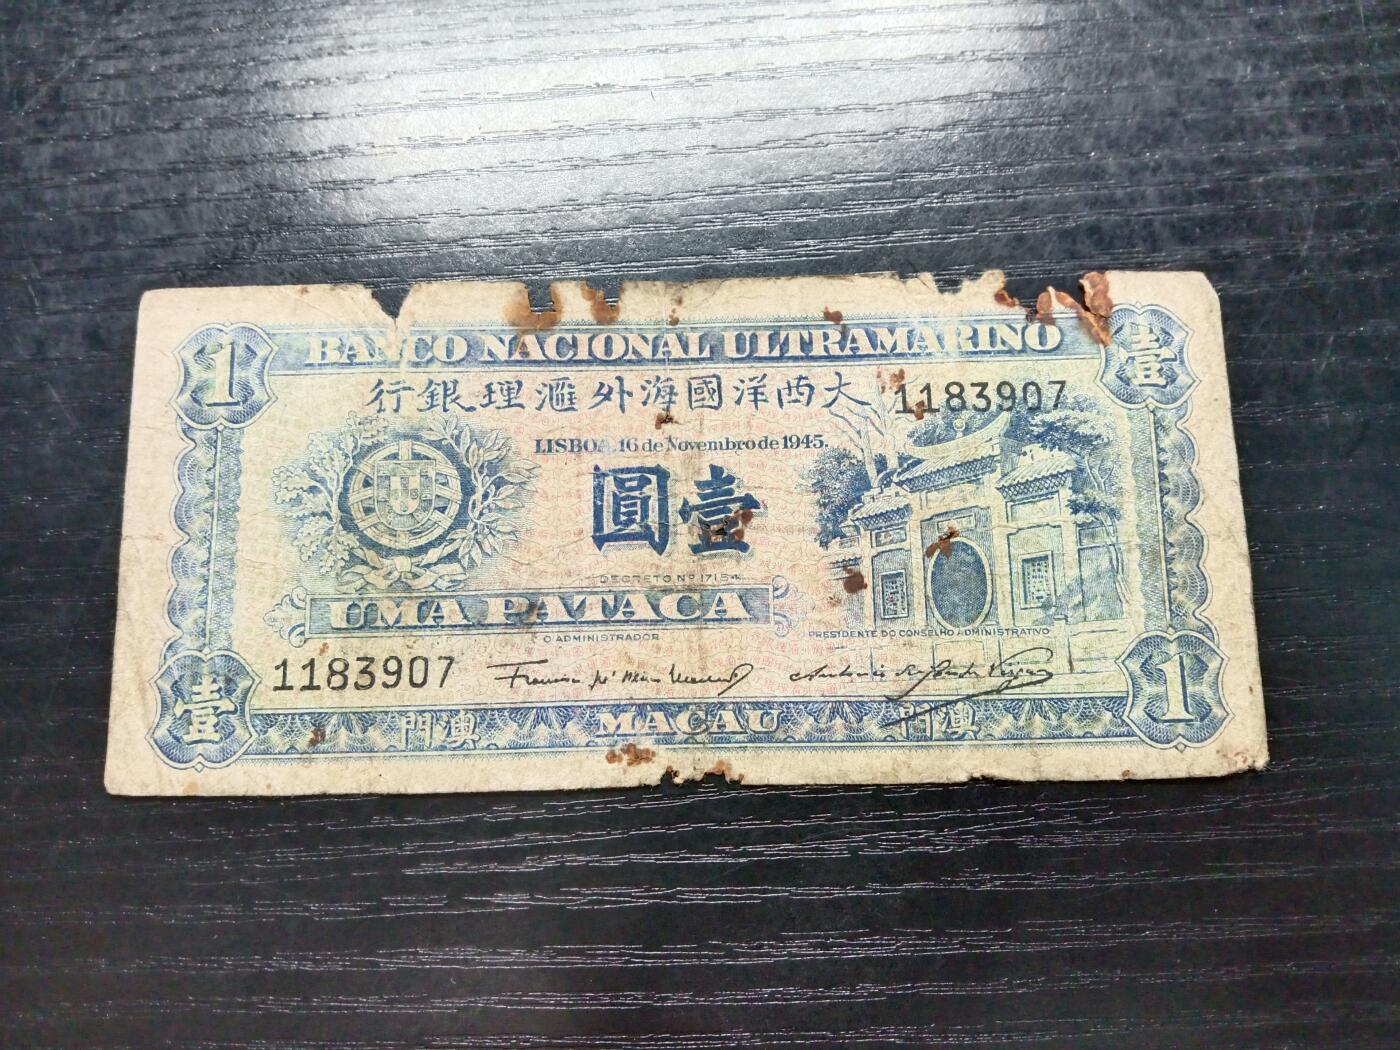 1
壹
BANCO NACIONAL ULTRAMARINO
行銀理滙外海國洋西大
1183907
LISBOA, 16 de Novembro de 1945.
圓壹
DECRETO Nº 17154
UMA PATACA
O ADMINISTRADOR
PRESIDENTE DO CONSELHO ADMINISTRATIVO
1183907
壹
1
門澳
MACAU
門澳